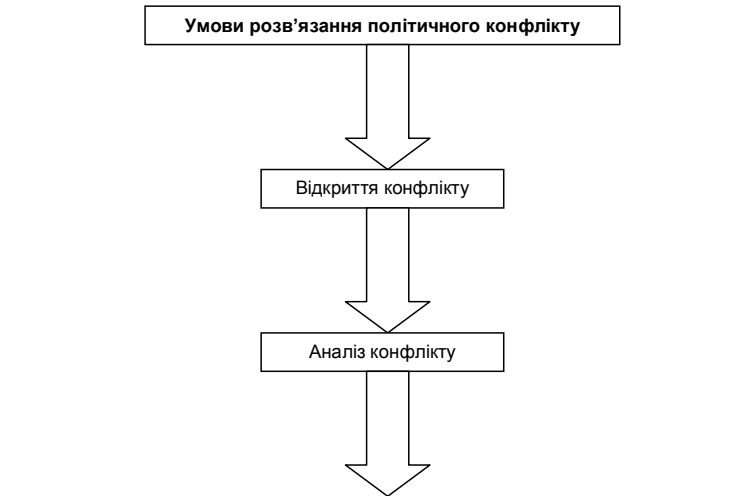 Умови розв’язання політичного конфлікту
Відкриття конфлікту
Аналіз конфлікту